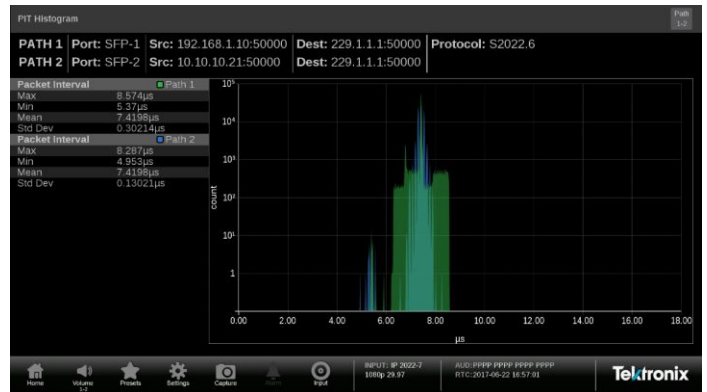 PIT Histogram
Path
1-2
PATH 1 Port: SFP-1 Src: 192.168.1.10:50000 Dest: 229.1.1.1:50000 Protocol: S2022.6
PATH 2 Port: SFP-2 Src: 10.10.10.21:50000 Dest: 229.1.1.1:50000
Packet Interval Path 1
Max 8.574µs
Min 5.37µs
Mean 7.4198µs
Std Dev 0.30214µs
Packet Interval Path 2
Max 8.287µs
Min 4.953µs
Mean 7.4198µs
Std Dev 0.13021µs
10⁵
10⁴
10³
10²
10¹
1
count
0.00 2.00 4.00 6.00 8.00 10.00 12.00 14.00 16.00 18.00
µs
Home
Volume
1-2
Presets
Settings
Capture
Alarm
Input
INPUT: IP 2022-7
1080p 29.97
AUD:PPPP PPPP PPPP PPPP
RTC:2017-06-22 16:57:01
Tektronix